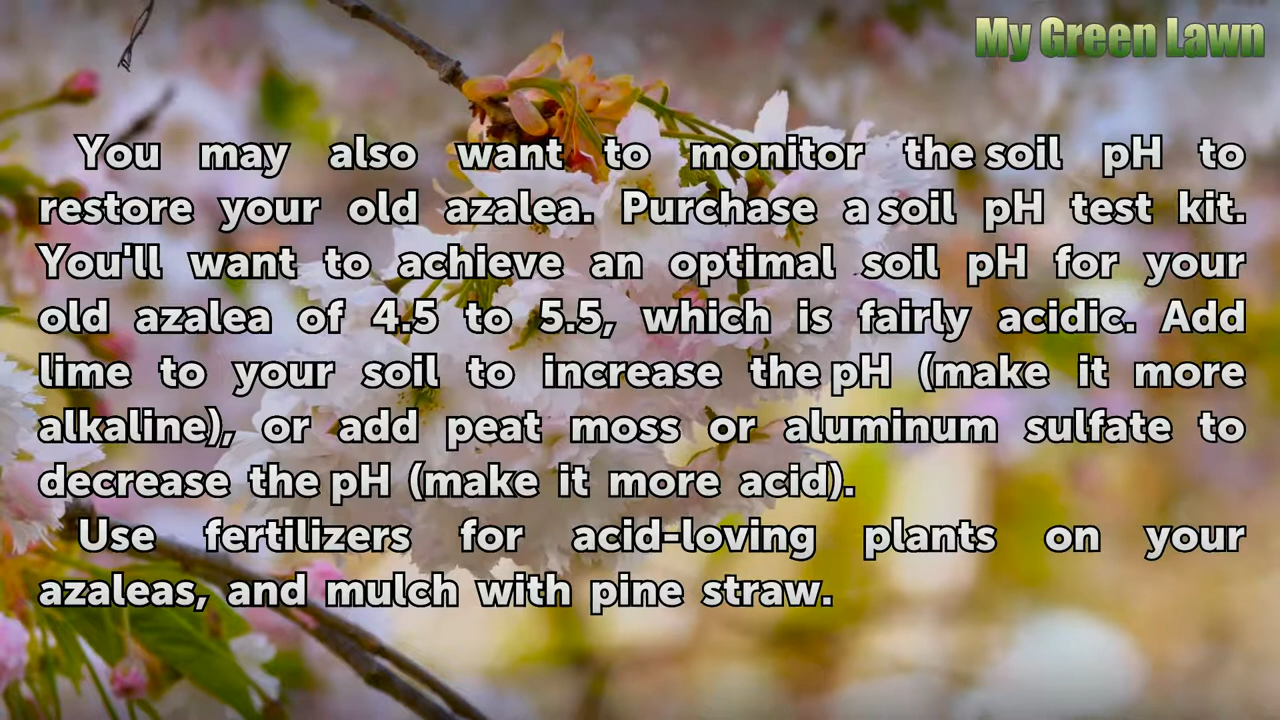 My Green Lawn
You may also want to monitor the soil pH to
restore your old azalea. Purchase a soil pH test kit.
You'll want to achieve an optimal soil pH for your
old azalea of 4.5 to 5.5, which is fairly acidic. Add
lime to your soil to increase the pH (make it more
alkaline), or add peat moss or aluminum sulfate to
decrease the pH (make it more acid).
Use fertilizers for acid-loving plants on your
azaleas, and mulch with pine straw.